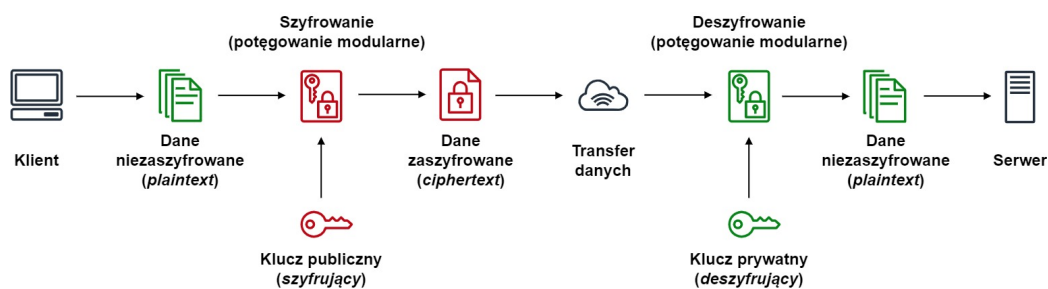 Szyfrowanie
(potęgowanie modularne)
Deszyfrowanie
(potęgowanie modularne)
Klient
Dane
niezaszyfrowane
(plaintext)
Dane
zaszyfrowane
(ciphertext)
Transfer
danych
Dane
niezaszyfrowane
(plaintext)
Serwer
Klucz publiczny
(szyfrujący)
Klucz prywatny
(deszyfrujący)